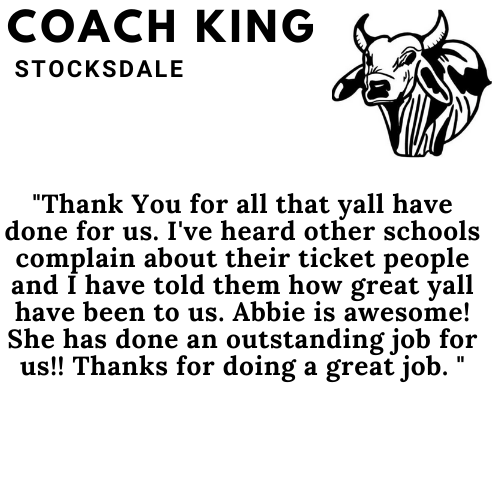 COACH KING
STOCKSDALE
"Thank You for all that yall have
done for us. I've heard other schools
complain about their ticket people
and I have told them how great yall
have been to us. Abbie is awesome!
She has done an outstanding job for
us!! Thanks for doing a great job. "